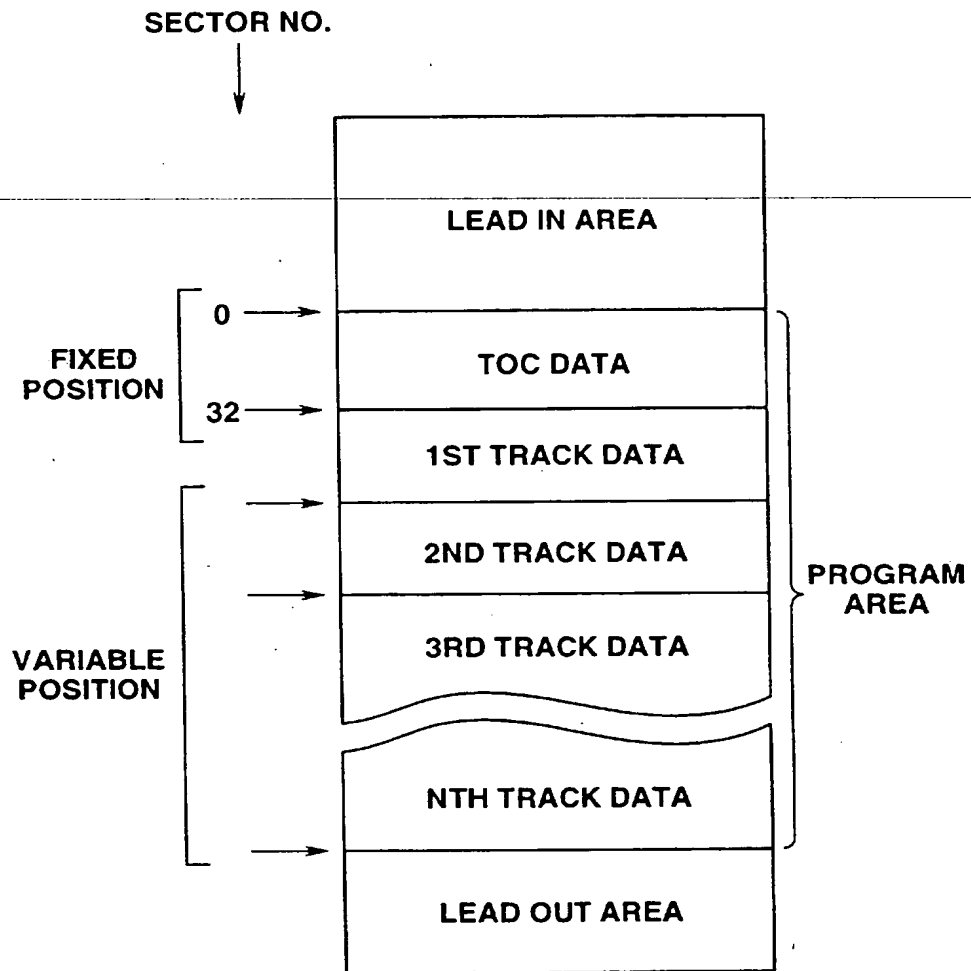 SECTOR NO.
LEAD IN AREA
0
TOC DATA
FIXED
POSITION
32
1ST TRACK DATA
2ND TRACK DATA
PROGRAM
AREA
3RD TRACK DATA
VARIABLE
POSITION
NTH TRACK DATA
LEAD OUT AREA